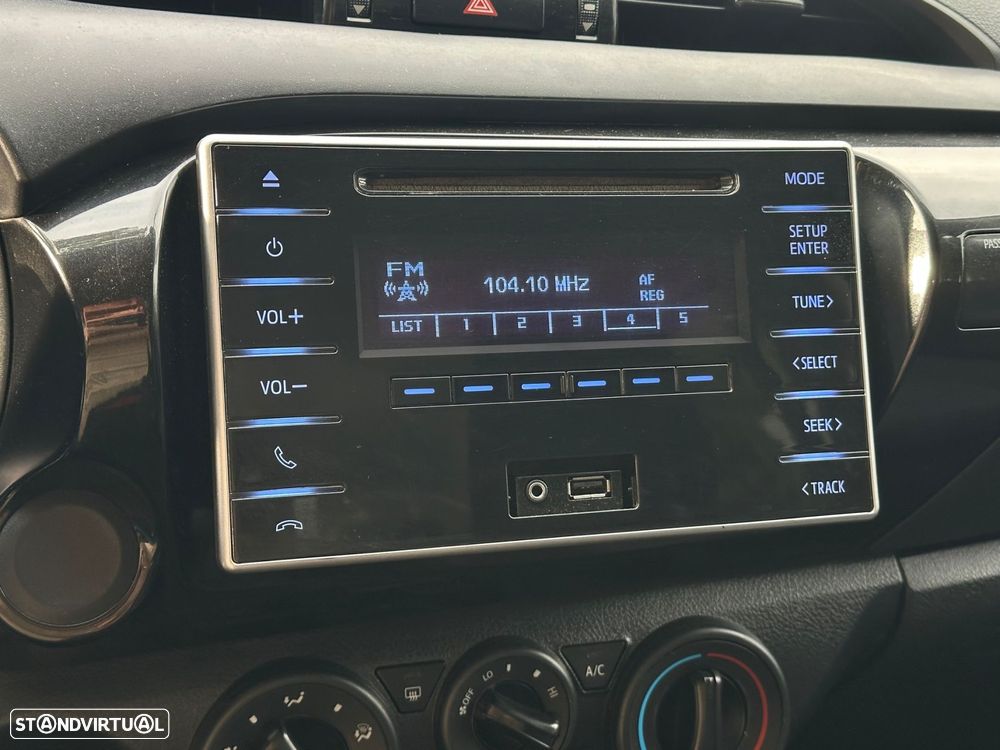 MODE
SETUP
ENTER
FM
104.10 MHz
AF
REG
VOL+
TUNE>
LIST 1 2 3 4 5
VOL−
<SELECT
SEEK>
<TRACK
PASS
OFF LO HI
A/C
STANDVIRTUAL